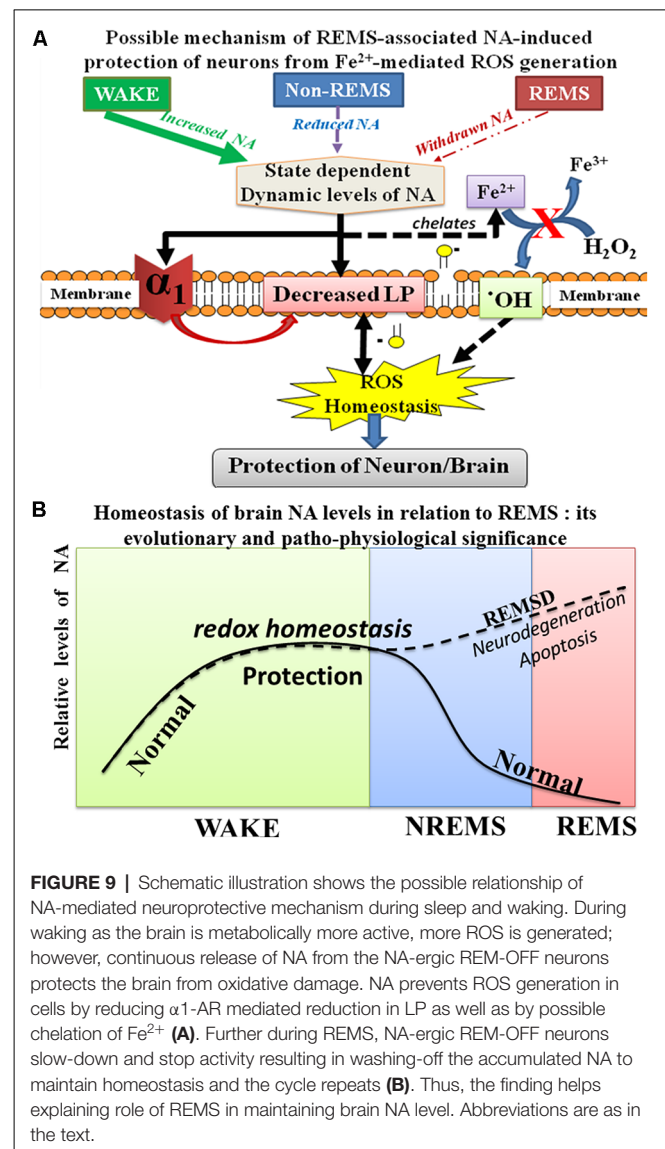 A
Possible mechanism of REMS-associated NA-induced
protection of neurons from Fe²⁺-mediated ROS generation
WAKE
Non-REMS
REMS
Increased NA
Reduced NA
Withdrawn NA
State dependent
Dynamic levels of NA
Fe²⁺
Fe³⁺
chelates
X
H₂O₂
Membrane
α₁
Decreased LP
•OH
Membrane
ROS
Homeostasis
Protection of Neuron/Brain
B
Homeostasis of brain NA levels in relation to REMS : its
evolutionary and patho-physiological significance
Relative levels of NA
redox homeostasis
Protection
Normal
REMSD
Neurodegeneration
Apoptosis
Normal
WAKE
NREMS
REMS
FIGURE 9 | Schematic illustration shows the possible relationship of
NA-mediated neuroprotective mechanism during sleep and waking. During
waking as the brain is metabolically more active, more ROS is generated;
however, continuous release of NA from the NA-ergic REM-OFF neurons
protects the brain from oxidative damage. NA prevents ROS generation in
cells by reducing α1-AR mediated reduction in LP as well as by possible
chelation of Fe²⁺ (A). Further during REMS, NA-ergic REM-OFF neurons
slow-down and stop activity resulting in washing-off the accumulated NA to
maintain homeostasis and the cycle repeats (B). Thus, the finding helps
explaining role of REMS in maintaining brain NA level. Abbreviations are as in
the text.